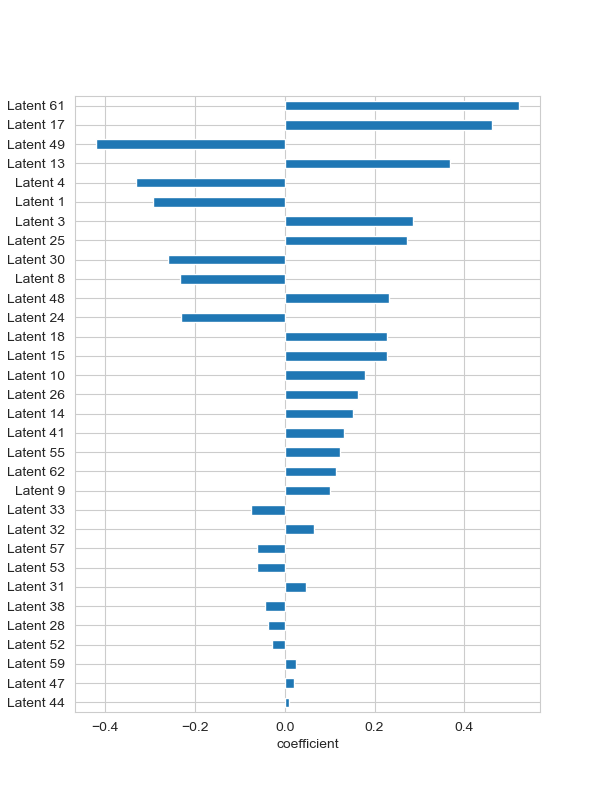 Latent 61
Latent 17
Latent 49
Latent 13
Latent 4
Latent 1
Latent 3
Latent 25
Latent 30
Latent 8
Latent 48
Latent 24
Latent 18
Latent 15
Latent 10
Latent 26
Latent 14
Latent 41
Latent 55
Latent 62
Latent 9
Latent 33
Latent 32
Latent 57
Latent 53
Latent 31
Latent 38
Latent 28
Latent 52
Latent 59
Latent 47
Latent 44
−0.4 −0.2 0.0 0.2 0.4
coefficient